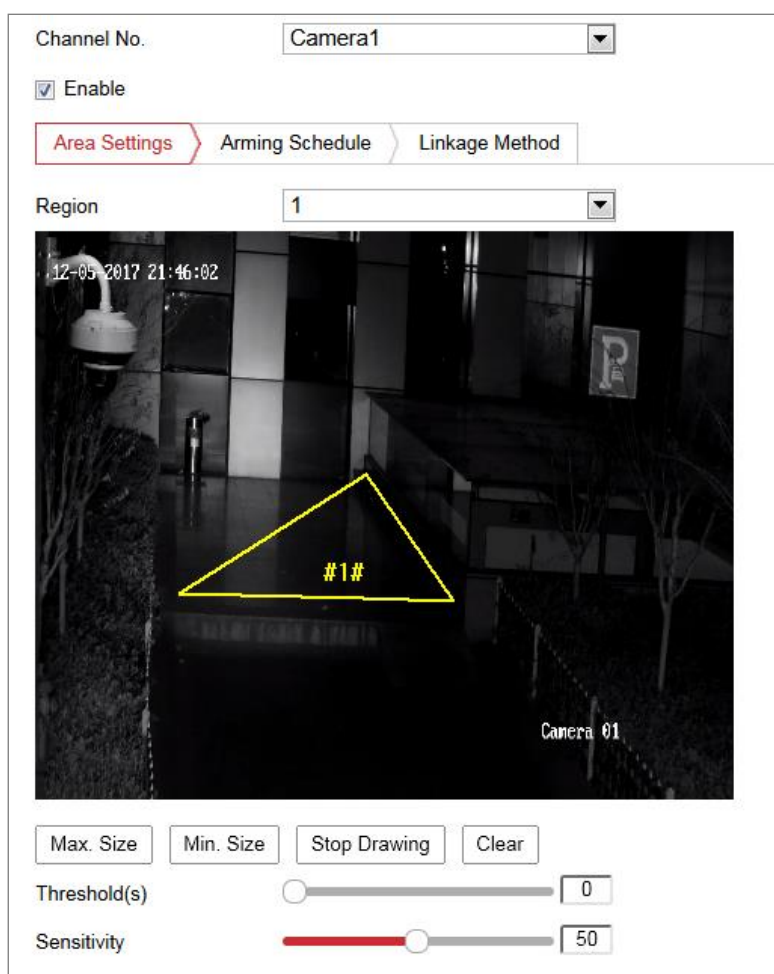 Channel No. Camera1
Enable
Area Settings Arming Schedule Linkage Method
Region 1
12-05-2017 21:46:02
P
#1#
Camera 01
Max. Size Min. Size Stop Drawing Clear
Threshold(s) 0
Sensitivity 50